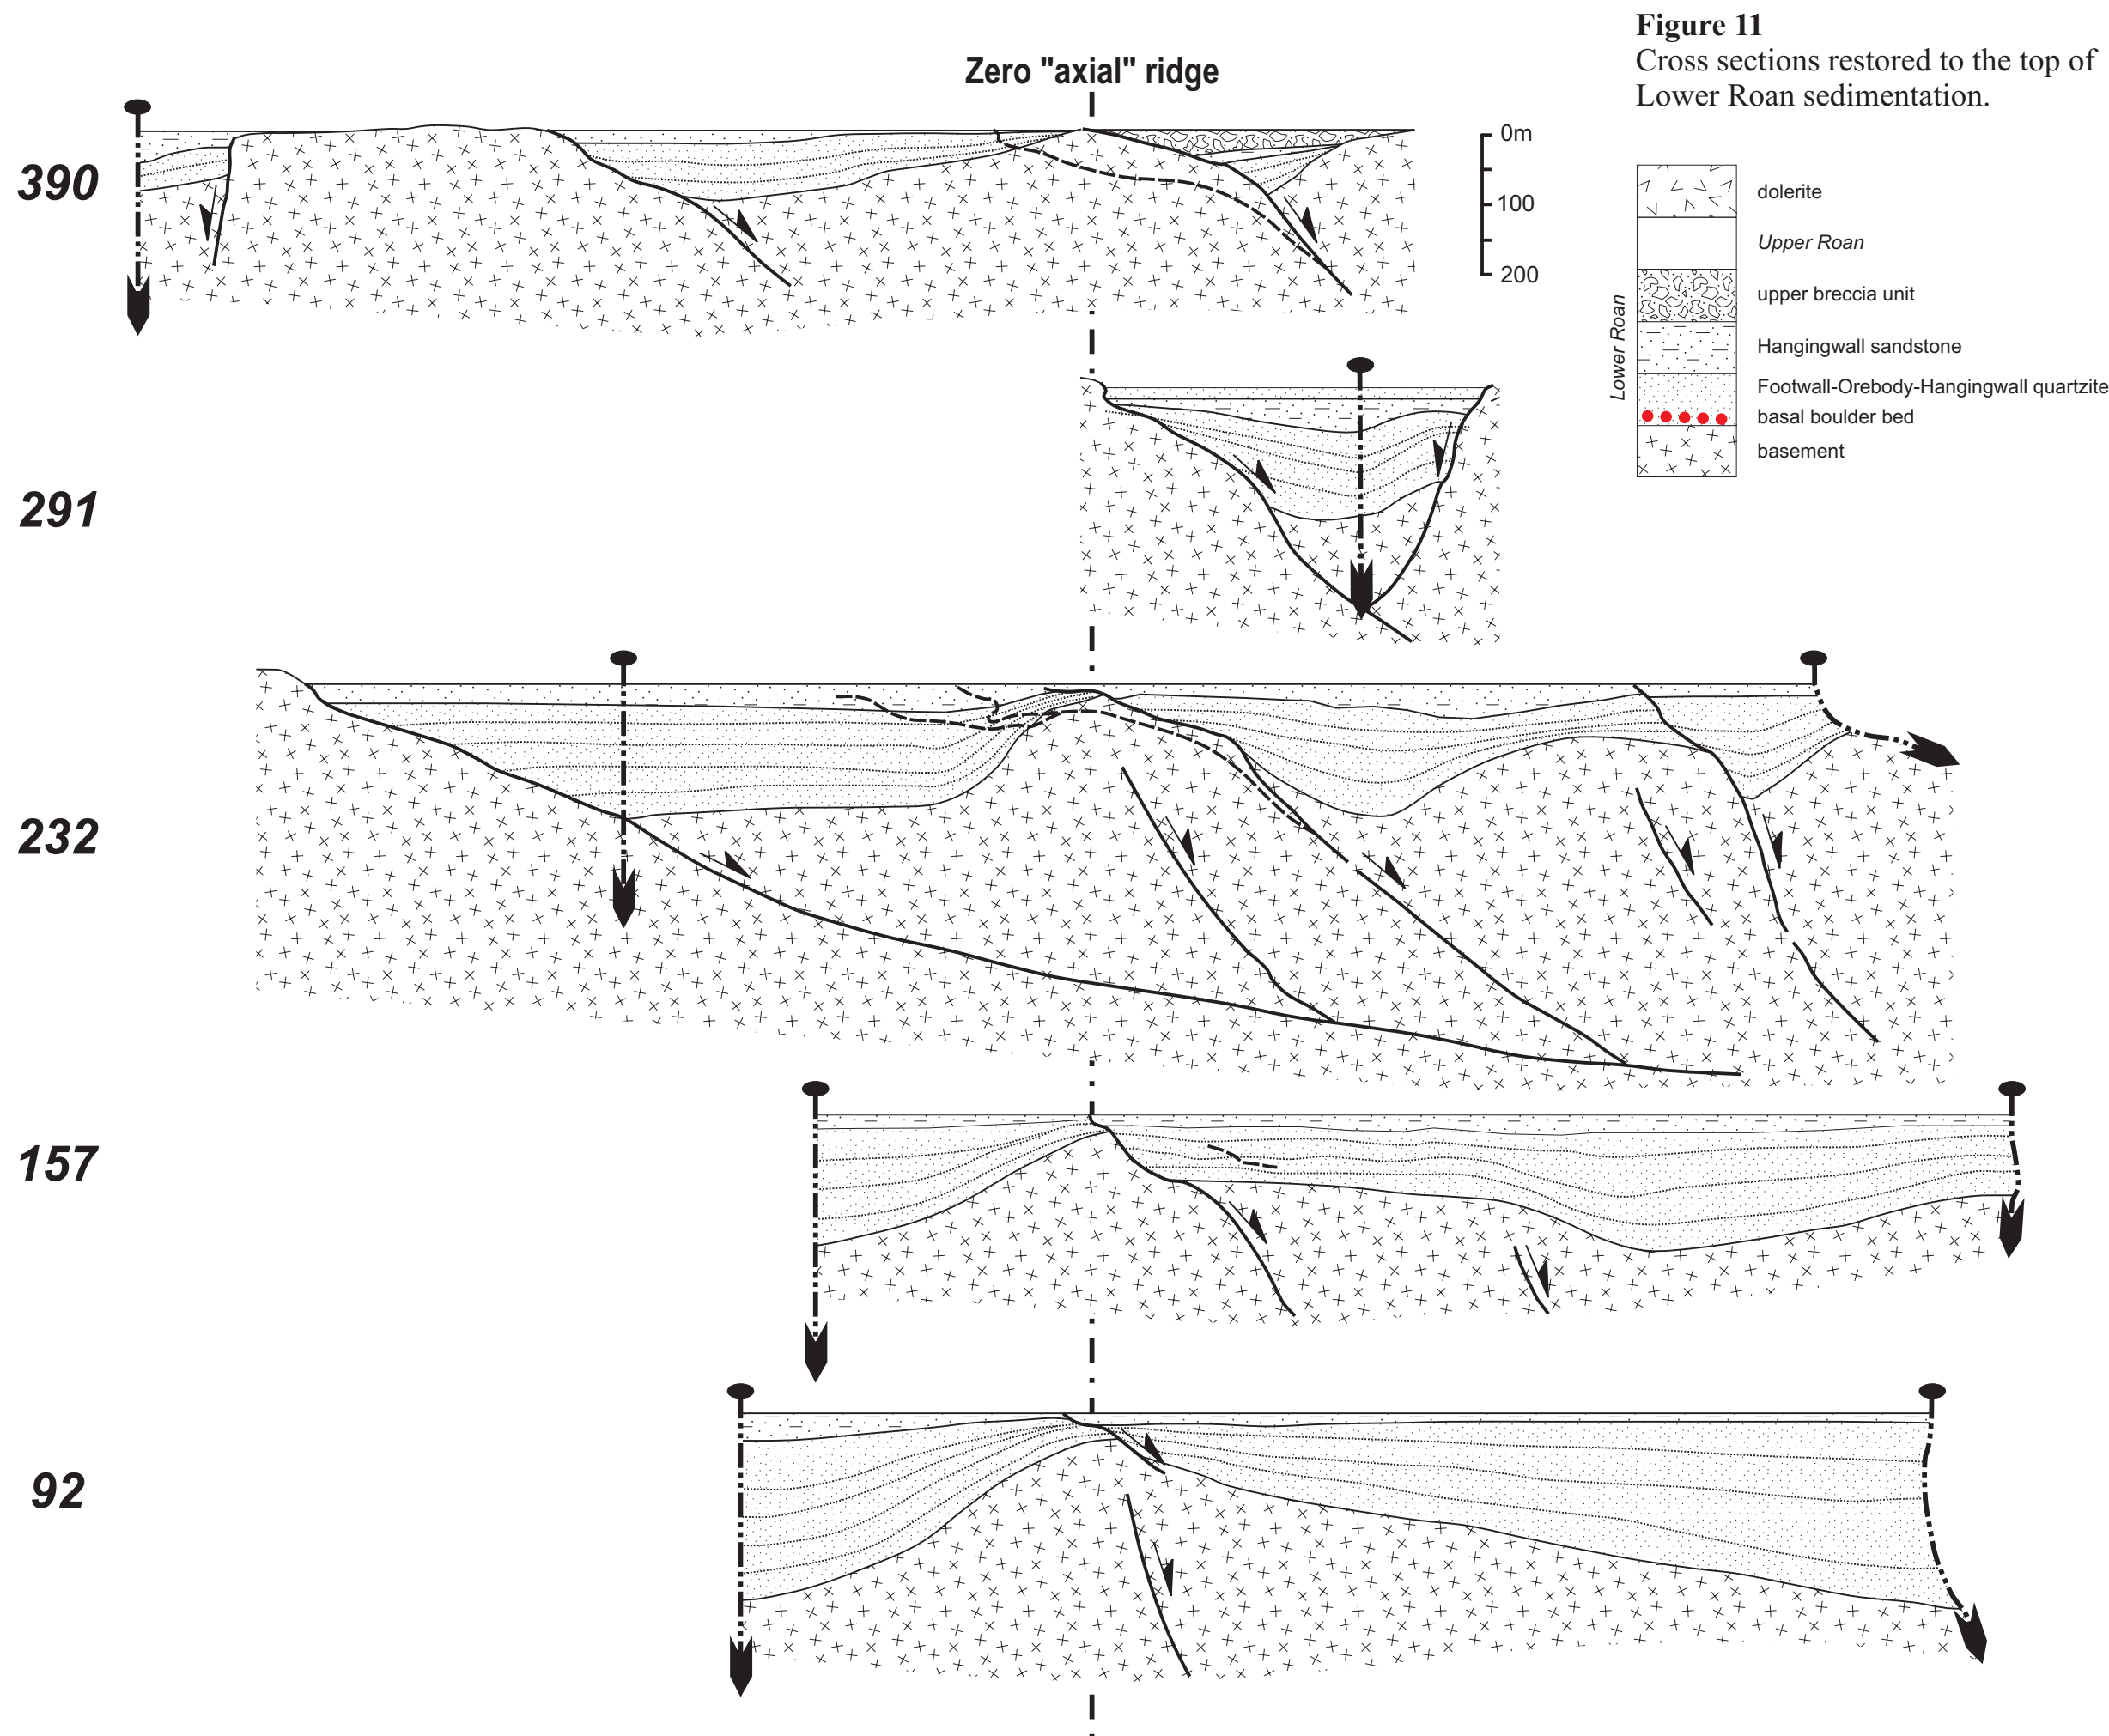 Figure 11
Cross sections restored to the top of
Lower Roan sedimentation.
Zero "axial" ridge
390
0m
100
200
291
232
157
92
Lower Roan
dolerite
Upper Roan
upper breccia unit
Hangingwall sandstone
Footwall-Orebody-Hangingwall quartzite
basal boulder bed
basement